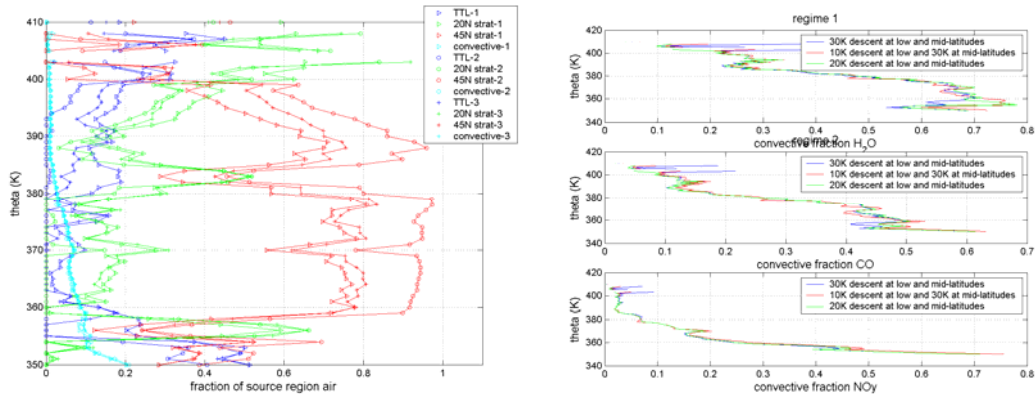 410
400
390
380
370
360
350
theta (K)
0
0.2
0.4
0.6
0.8
1
fraction of source region air
TTL-1
20N strat-1
45N strat-1
convective-1
TTL-2
20N strat-2
45N strat-2
convective-2
TTL-3
20N strat-3
45N strat-3
convective-3
regime 1
400
380
360
340
theta (K)
30K descent at low and mid-latitudes
10K descent at low and 30K at mid-latitudes
20K descent at low and mid-latitudes
0 0.1 0.2 0.3 0.4 0.5 0.6 0.7 0.8
regime 2
convective fraction H2O
400
380
360
340
theta (K)
30K descent at low and mid-latitudes
10K descent at low and 30K at mid-latitudes
20K descent at low and mid-latitudes
0 0.1 0.2 0.3 0.4 0.5 0.6 0.7
convective fraction CO
400
380
360
340
theta (K)
30K descent at low and mid-latitudes
10K descent at low and 30K at mid-latitudes
20K descent at low and mid-latitudes
0 0.1 0.2 0.3 0.4 0.5 0.6 0.7 0.8
convective fraction NOy